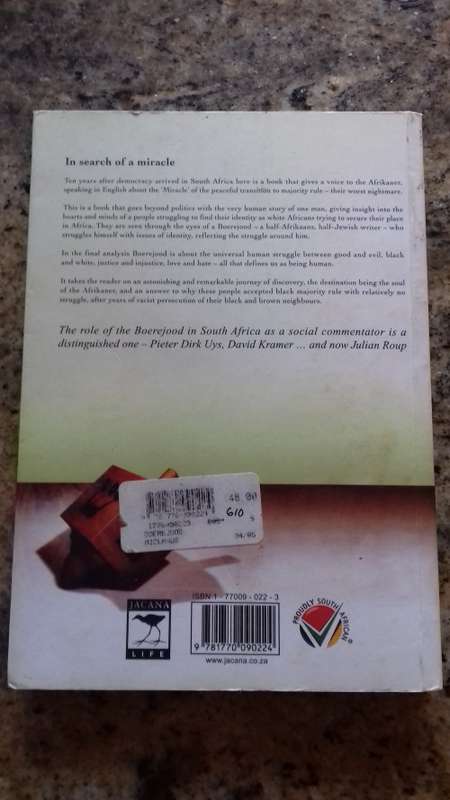 In search of a miracle
Ten years after democracy arrived in South Africa here is a book that gives a voice to the Afrikaner,
speaking in English about the 'Miracle' of the peaceful transition to majority rule – their worst nightmare.
This is a book that goes beyond politics with the very human story of one man, giving insight into the
hearts and minds of a people struggling to find their identity as white Africans trying to secure their place
in Africa. They are seen through the eyes of a Boerejood – a half-Afrikaans, half-Jewish writer – who
struggles himself with issues of identity, reflecting the struggle around him.
In the final analysis Boerejood is about the universal human struggle between good and evil, black
and white, justice and injustice, love and hate – all that defines us as being human.
It takes the reader on an astonishing and remarkable journey of discovery, the destination being the soul
of the Afrikaner, and an answer to why these people accepted black majority rule with relatively no
struggle, after years of racist persecution of their black and brown neighbours.
The role of the Boerejood in South Africa as a social commentator is a
distinguished one – Pieter Dirk Uys, David Kramer ... and now Julian Roup
48.00
610
S
BOEREJOOD
04/05
ISBN 1 - 77009 - 022 - 3
JACANA
LIFE
9 781770 090224
www.jacana.co.za
PROUDLY SOUTH AFRICAN